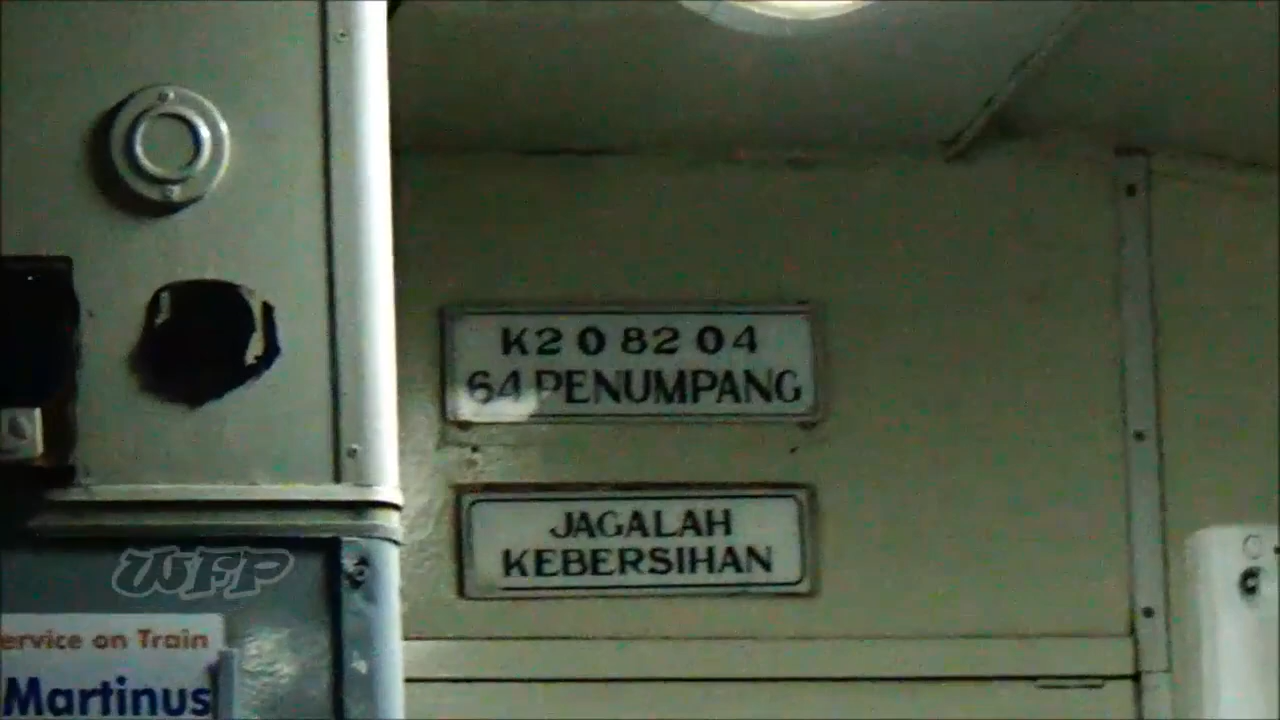 K2 0 82 04
64 PENUMPANG
JAGALAH
KEBERSIHAN
WFP
ervice on Train
Martinus